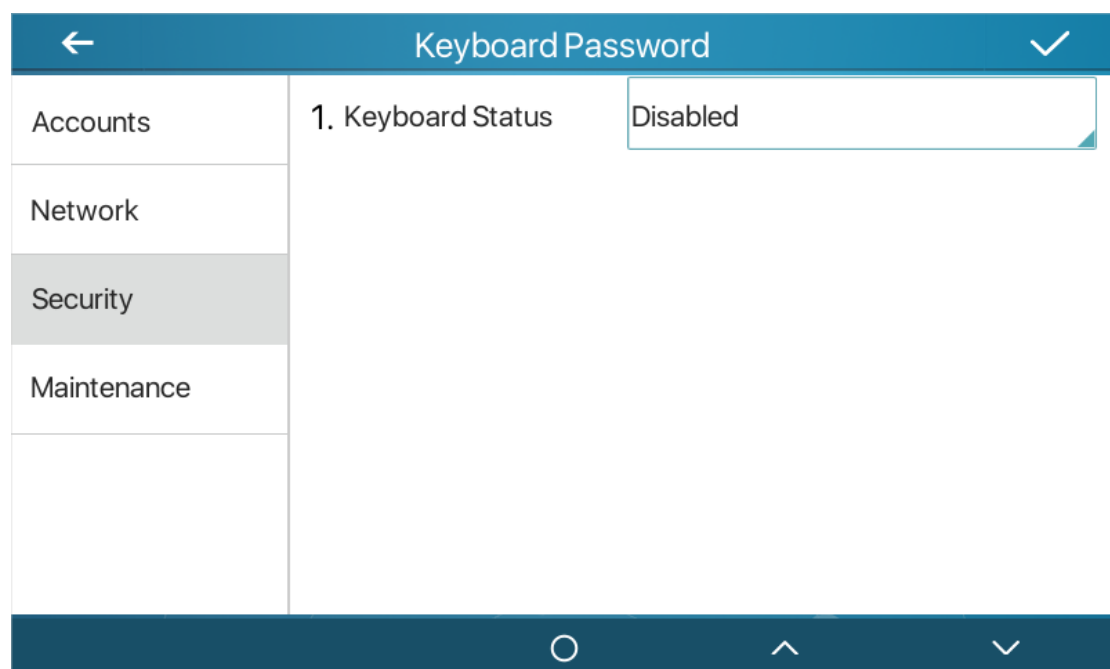 Keyboard Password
Accounts
Network
Security
Maintenance
1. Keyboard Status
Disabled